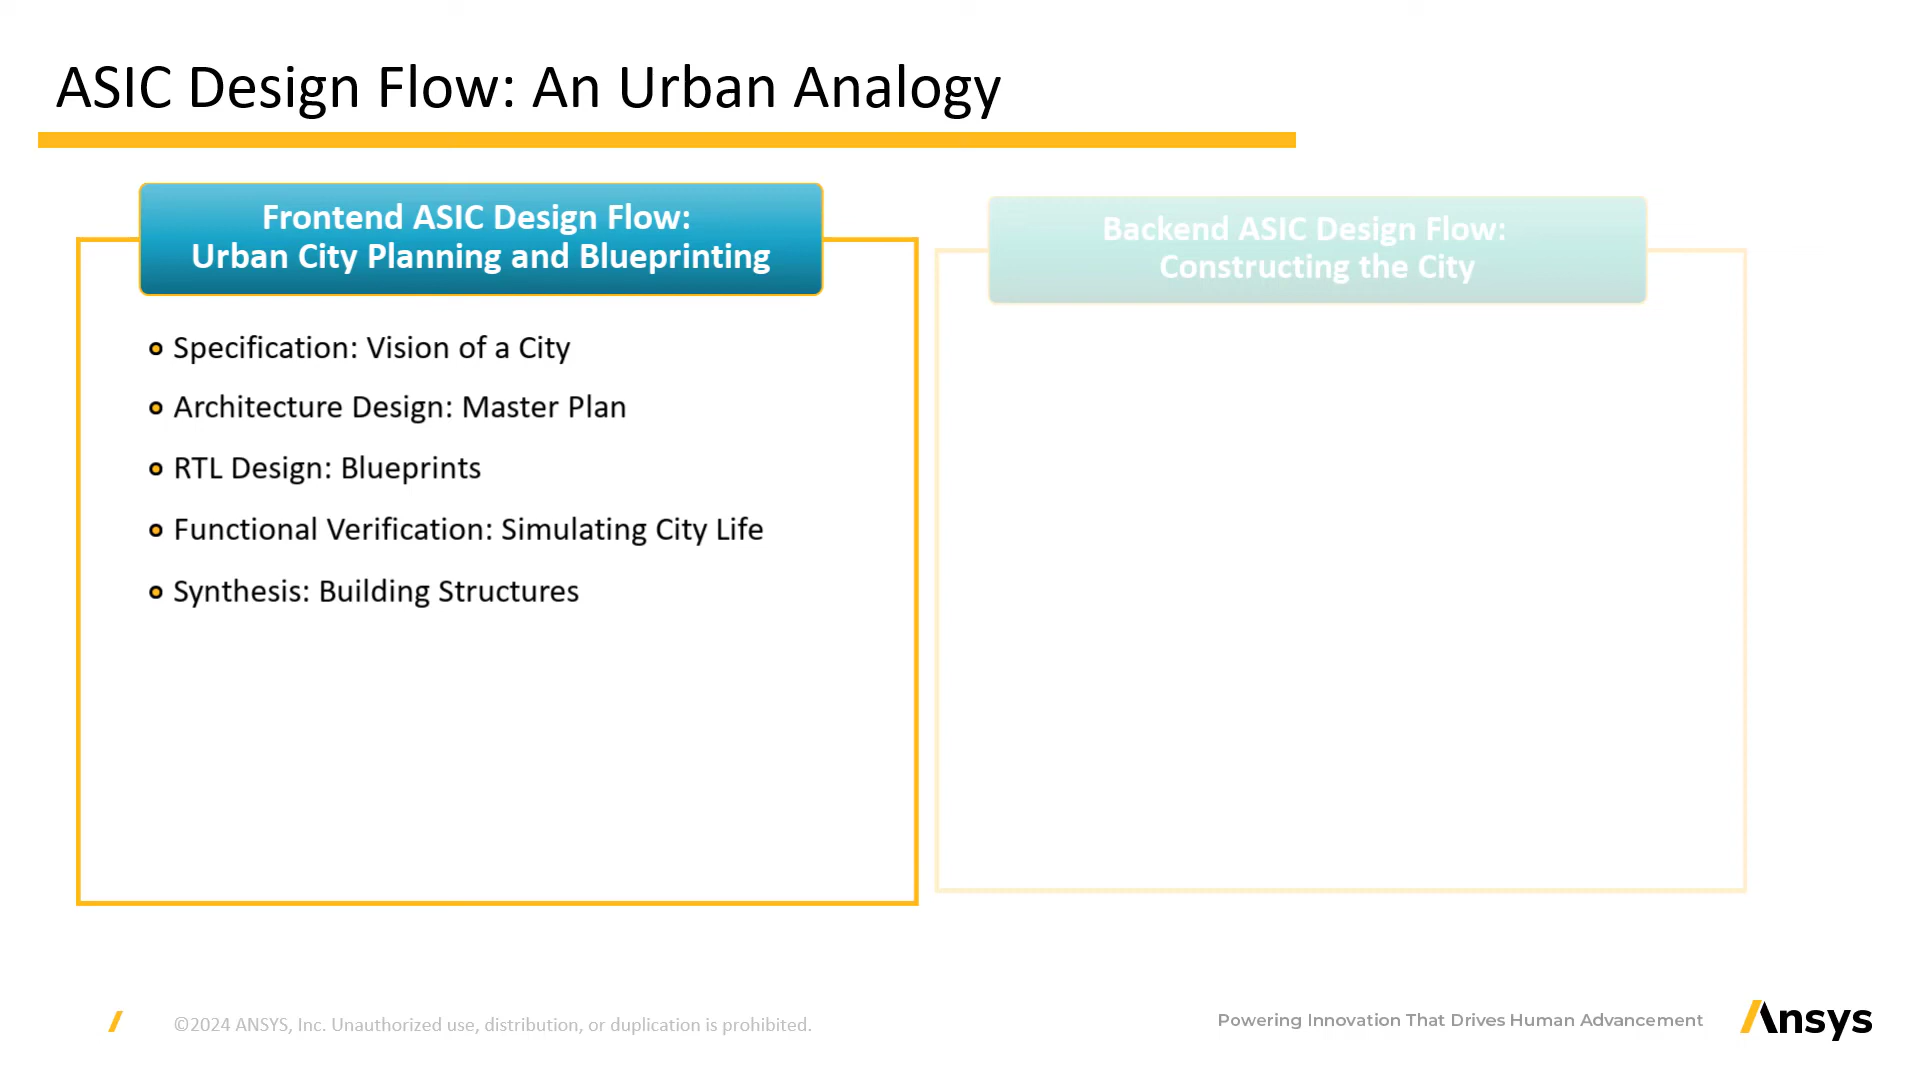 ASIC Design Flow: An Urban Analogy
Frontend ASIC Design Flow:
Urban City Planning and Blueprinting
Specification: Vision of a City
Architecture Design: Master Plan
RTL Design: Blueprints
Functional Verification: Simulating City Life
Synthesis: Building Structures
Backend ASIC Design Flow:
Constructing the City
©2024 ANSYS, Inc. Unauthorized use, distribution, or duplication is prohibited.
Powering Innovation That Drives Human Advancement
Ansys